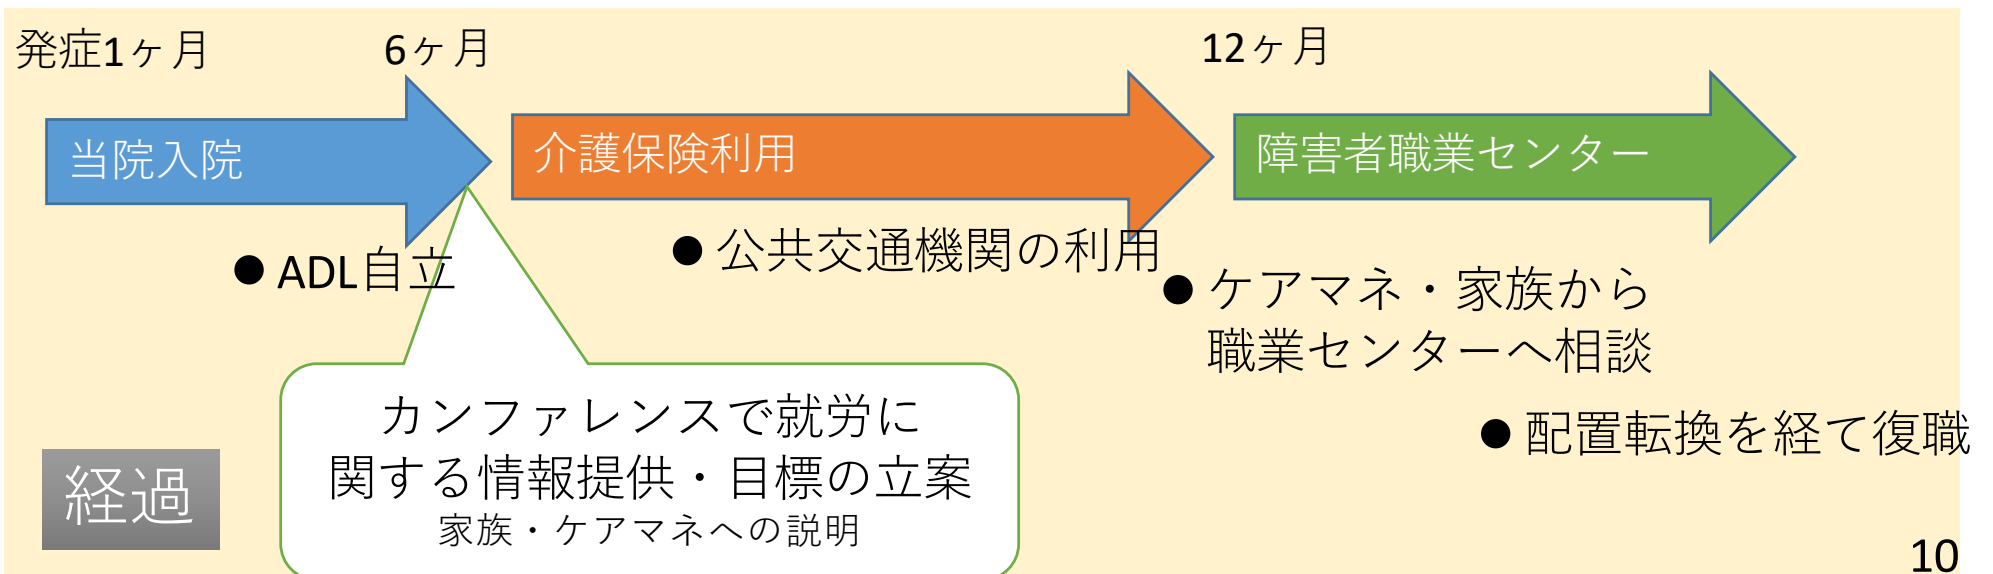 発症1ヶ月
6ヶ月
12ヶ月
当院入院
介護保険利用
障害者職業センター
● ADL自立
● 公共交通機関の利用
● ケアマネ・家族から
職業センターへ相談
● 配置転換を経て復職
カンファレンスで就労に
関する情報提供・目標の立案
家族・ケアマネへの説明
経過
10